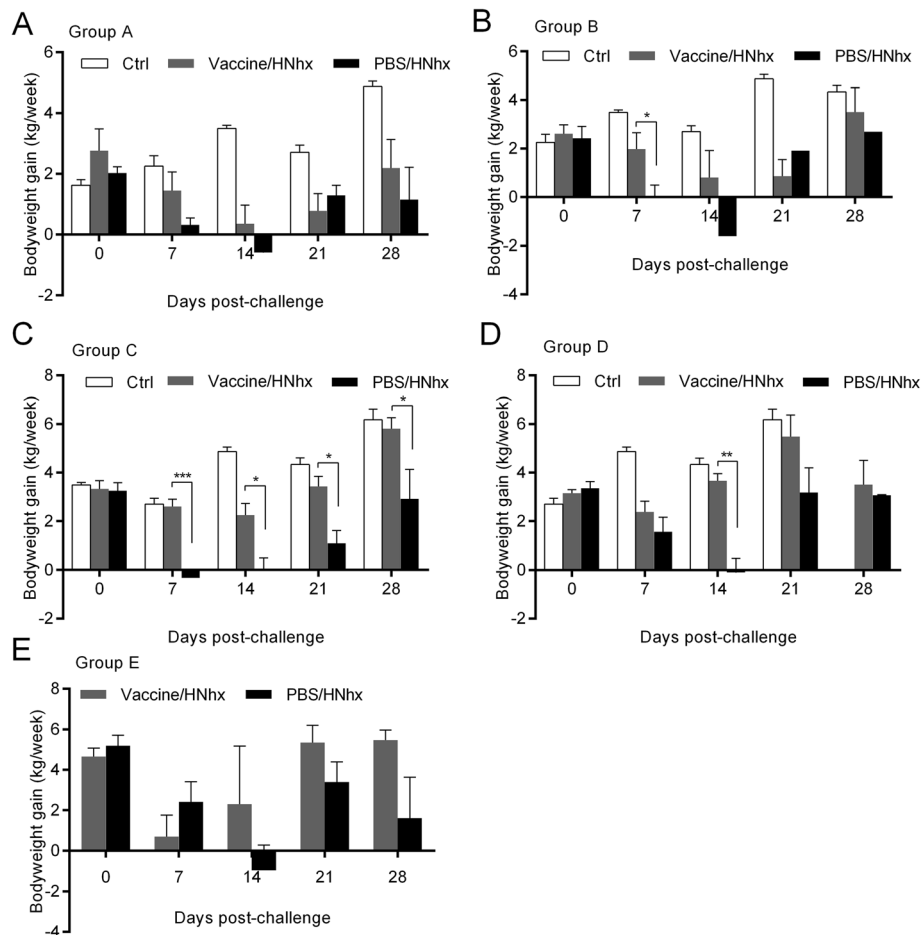 A
Group A
Ctrl Vaccine/HNhx PBS/HNhx
Bodyweight gain (kg/week)
6
4
2
0
-2
0 7 14 21 28
Days post-challenge
B
Group B
Ctrl Vaccine/HNhx PBS/HNhx
Bodyweight gain (kg/week)
6
4
2
0
-2
-4
*
0 7 14 21 28
Days post-challenge
C
Group C
Ctrl Vaccine/HNhx PBS/HNhx
Bodyweight gain (kg/week)
8
6
4
2
0
-2
*** * * *
0 7 14 21 28
Days post-challenge
D
Group D
Ctrl Vaccine/HNhx PBS/HNhx
Bodyweight gain (kg/week)
8
6
4
2
0
-2
**
0 7 14 21 28
Days post-challenge
E
Group E
Vaccine/HNhx PBS/HNhx
Bodyweight gain (kg/week)
8
6
4
2
0
-2
-4
0 7 14 21 28
Days post-challenge